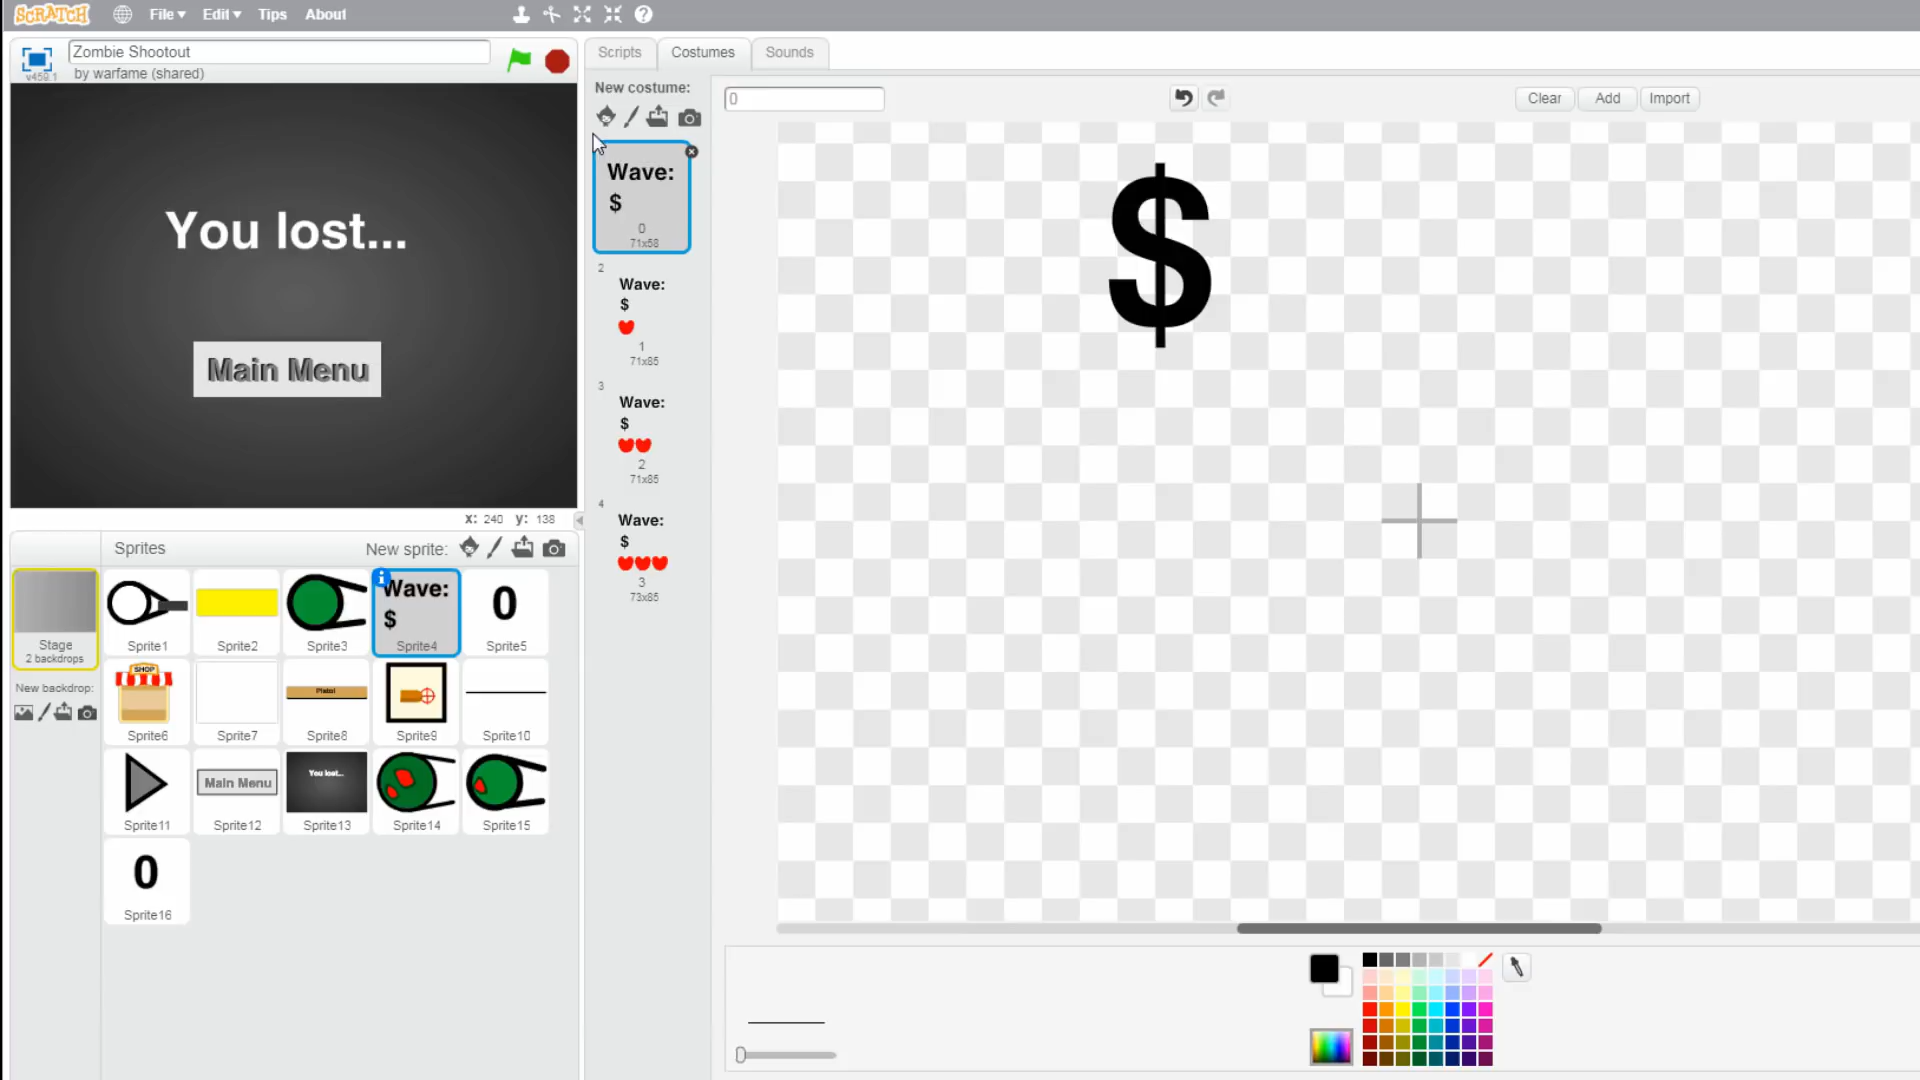 SCRATCH File Edit Tips About
v459.1 Zombie Shootout
by warfame (shared)
Scripts Costumes Sounds
New costume:
0
Clear Add Import
You lost...
Main Menu
x: 240 y: 138
Wave:
$
0
71x58
2
Wave:
$
1
71x85
3
Wave:
$
2
71x85
4
Wave:
$
3
73x85
$
Sprites New sprite:
Stage
2 backdrops
New backdrop:
Sprite1
Sprite2
Sprite3
Wave:
$
Sprite4
0
Sprite5
SHOP
Sprite6
Sprite7
Pistol
Sprite8
Sprite9
Sprite10
Sprite11
Main Menu
Sprite12
You lost...
Sprite13
Sprite14
Sprite15
0
Sprite16